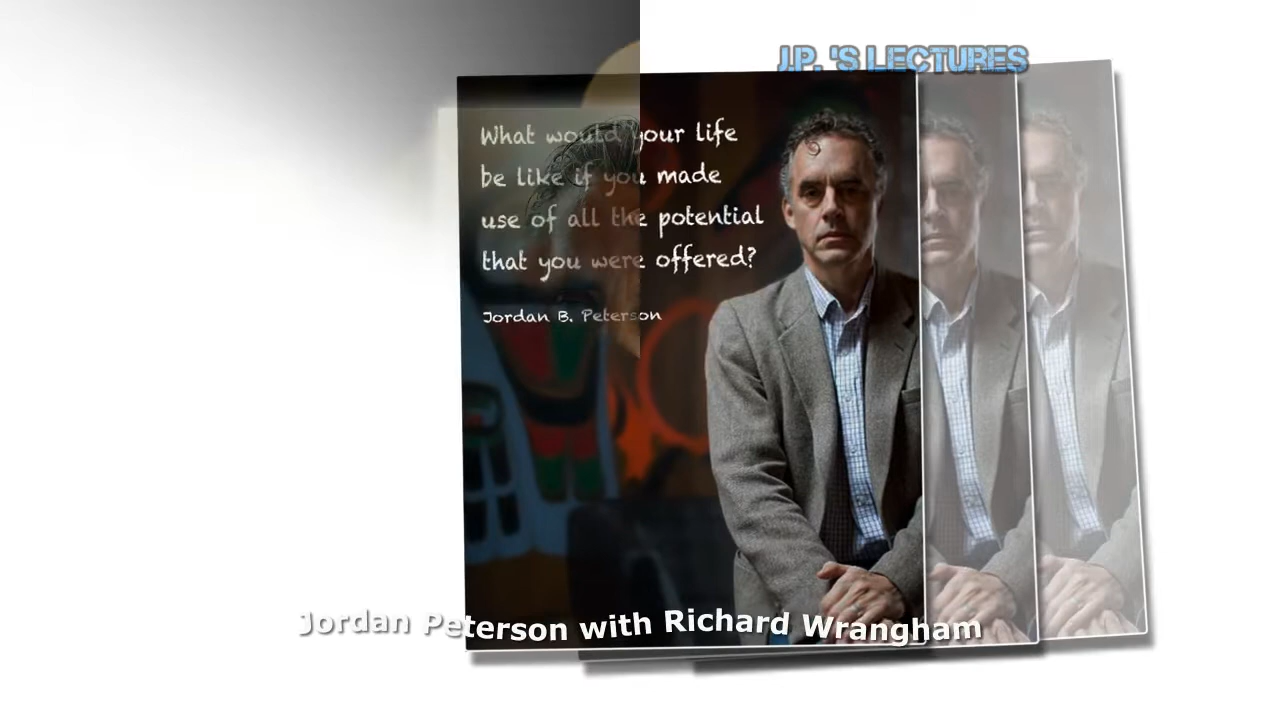 J.P. 'S LECTURES
What would your life
be like if you made
use of all the potential
that you were offered?
Jordan B. Peterson
Jordan Peterson with Richard Wrangham